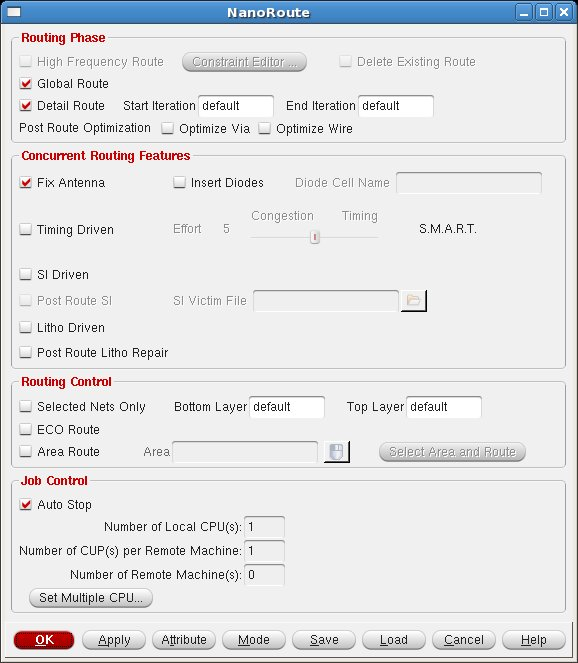 NanoRoute
Routing Phase
High Frequency Route Constraint Editor ... Delete Existing Route
Global Route
Detail Route Start Iteration default End Iteration default
Post Route Optimization Optimize Via Optimize Wire
Concurrent Routing Features
Fix Antenna Insert Diodes Diode Cell Name
Congestion Timing
Timing Driven Effort 5 S.M.A.R.T.
SI Driven
Post Route SI SI Victim File
Litho Driven
Post Route Litho Repair
Routing Control
Selected Nets Only Bottom Layer default Top Layer default
ECO Route
Area Route Area Select Area and Route
Job Control
Auto Stop
Number of Local CPU(s): 1
Number of CUP(s) per Remote Machine: 1
Number of Remote Machine(s): 0
Set Multiple CPU...
OK Apply Attribute Mode Save Load Cancel Help